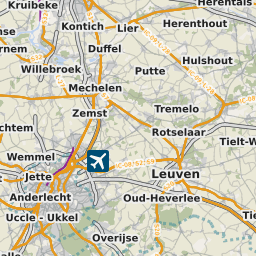 Kruibeke
Kontich
Lier
Herentals
Herenthout
Duffel
Hulshout
Willebroek
Putte
Mechelen
Tremelo
Zemst
Rotselaar
Wemmel
Tielt-W
Jette
Leuven
Anderlecht
Oud-Heverlee
Uccle - Ukkel
Overijse